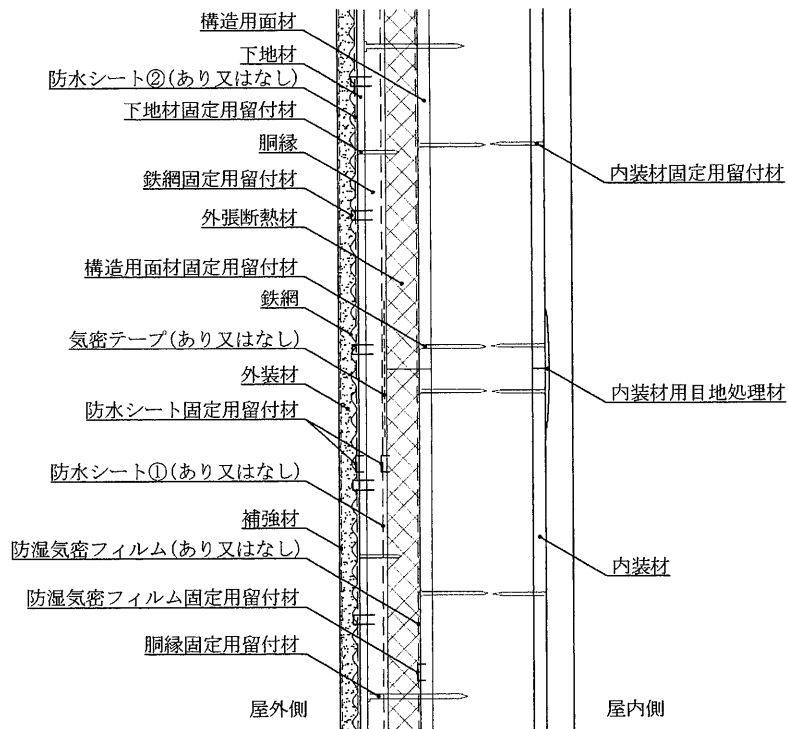 構造用面材
下地材
防水シート②(あり又はなし)
下地材固定用留付材
胴縁
鉄網固定用留付材
外張断熱材
構造用面材固定用留付材
鉄網
気密テープ(あり又はなし)
外装材
防水シート固定用留付材
防水シート①(あり又はなし)
補強材
防湿気密フィルム(あり又はなし)
防湿気密フィルム固定用留付材
胴縁固定用留付材
屋外側
内装材固定用留付材
内装材用目地処理材
内装材
屋内側